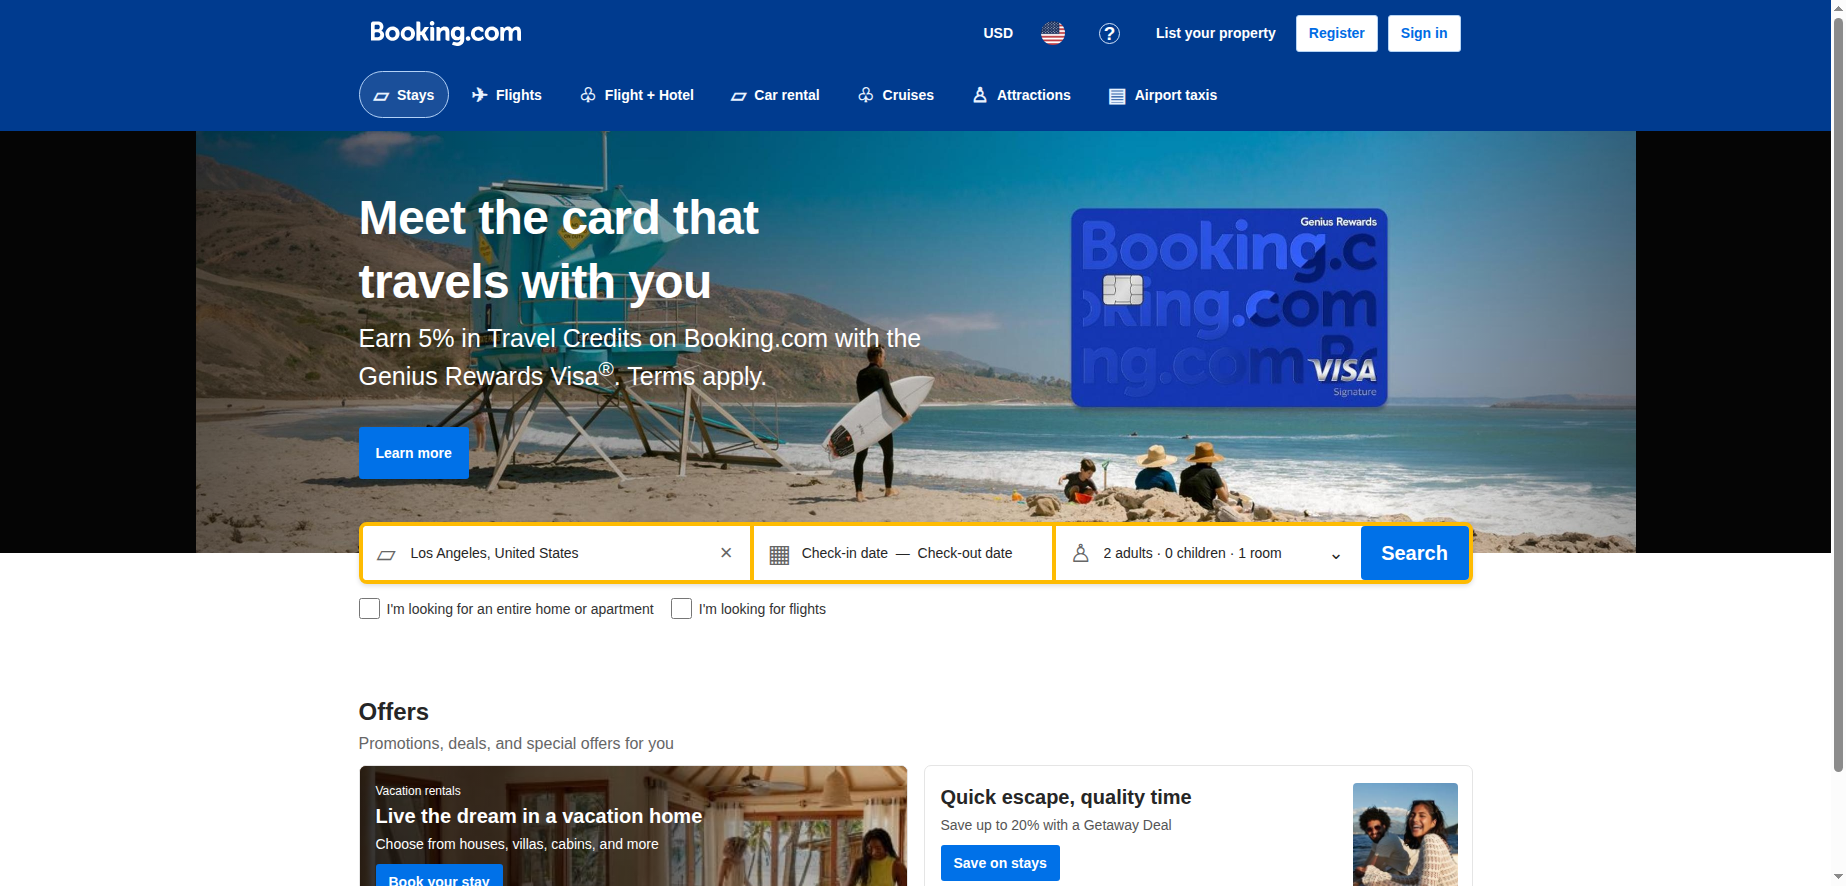 Booking.com
USD
List your property
Register
Sign in
Stays
Flights
Flight + Hotel
Car rental
Cruises
Attractions
Airport taxis
Meet the card that
travels with you
Earn 5% in Travel Credits on Booking.com with the
Genius Rewards Visa®. Terms apply.
Learn more
Genius Rewards
Booking.c
oking.com
ng.com Bo
VISA
Signature
Los Angeles, United States
Check-in date — Check-out date
2 adults · 0 children · 1 room
Search
I'm looking for an entire home or apartment
I'm looking for flights
Offers
Promotions, deals, and special offers for you
Vacation rentals
Live the dream in a vacation home
Choose from houses, villas, cabins, and more
Book your stay
Quick escape, quality time
Save up to 20% with a Getaway Deal
Save on stays